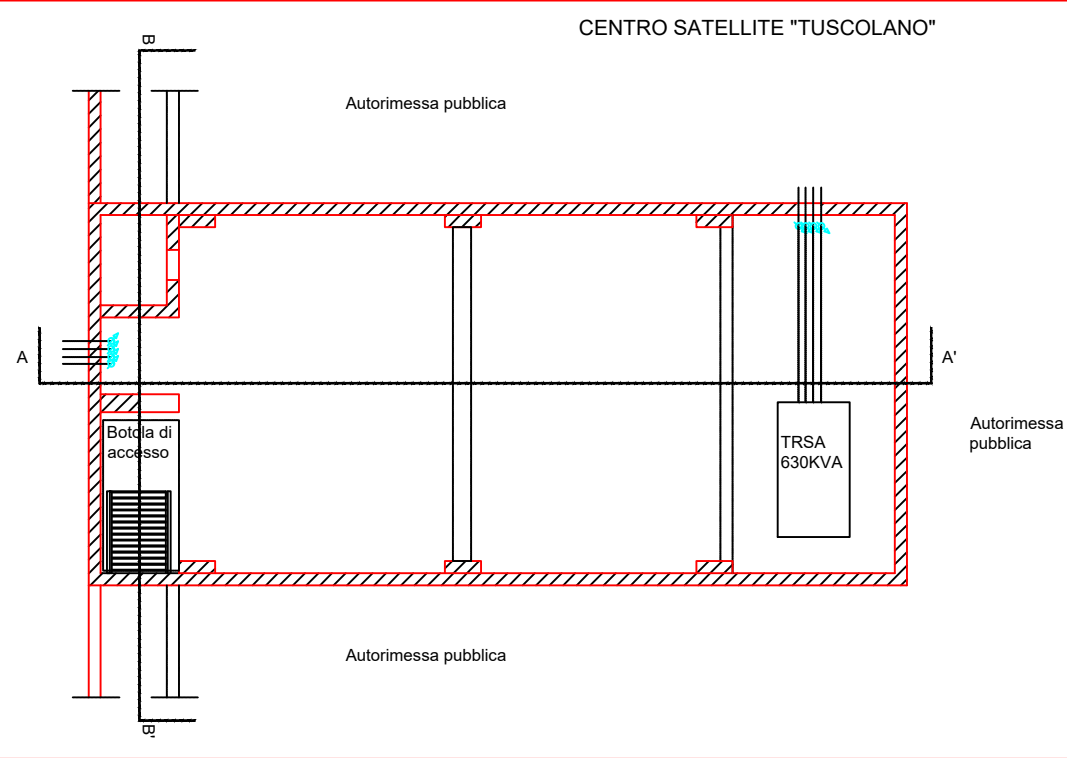 CENTRO SATELLITE "TUSCOLANO"
B
Autorimessa pubblica
A
A'
Botola di
accesso
TRSA
630KVA
Autorimessa
pubblica
Autorimessa pubblica
B'